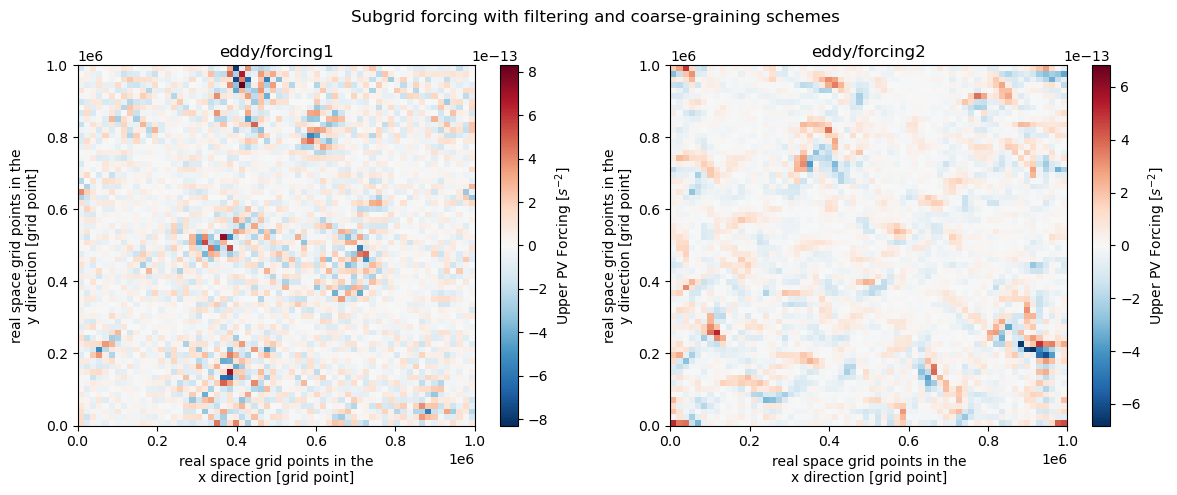 Subgrid forcing with filtering and coarse-graining schemes
eddy/forcing1
1e6
1e−13
1.0
0.8
0.6
0.4
0.2
0.0
real space grid points in the
y direction [grid point]
0.0 0.2 0.4 0.6 0.8 1.0
1e6
real space grid points in the
x direction [grid point]
8
6
4
2
0
−2
−4
−6
−8
Upper PV Forcing [s⁻²]
eddy/forcing2
1e6
1e−13
1.0
0.8
0.6
0.4
0.2
0.0
real space grid points in the
y direction [grid point]
0.0 0.2 0.4 0.6 0.8 1.0
1e6
real space grid points in the
x direction [grid point]
6
4
2
0
−2
−4
−6
Upper PV Forcing [s⁻²]